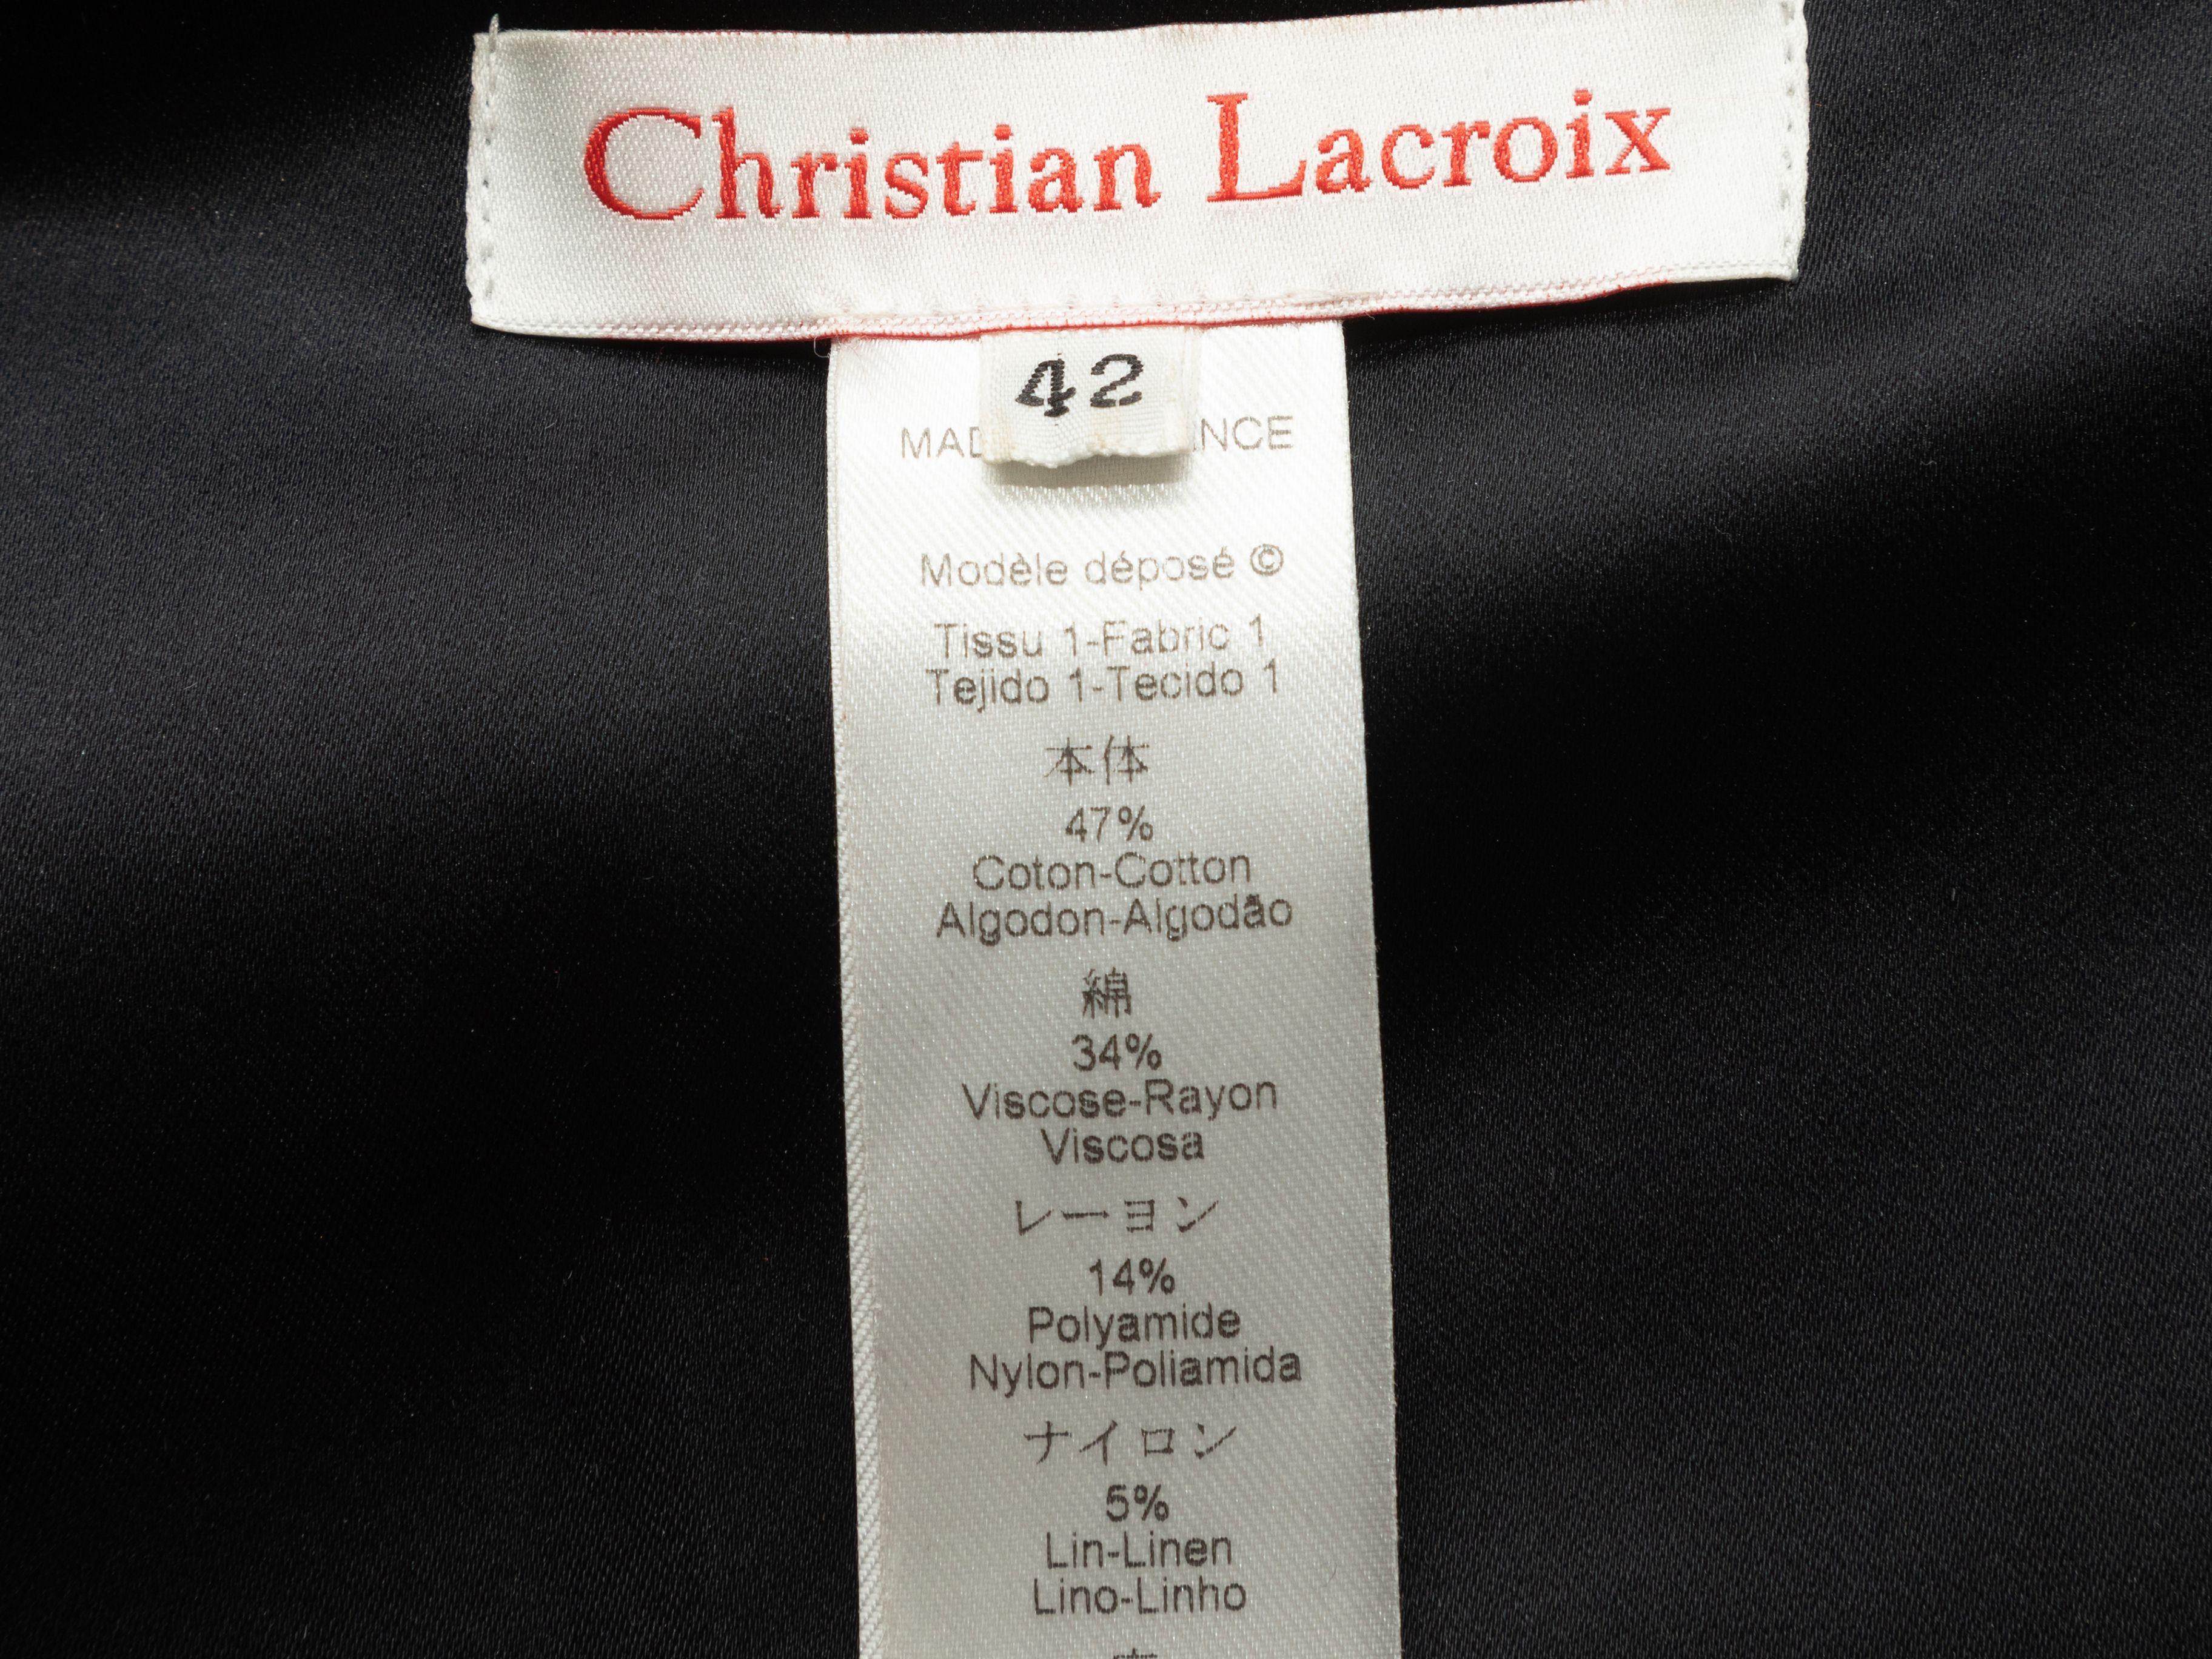 Christian Lacroix
42
MAD NCE
Modèle déposé ©
Tissu 1-Fabric 1
Tejido 1-Tecido 1
本体
47%
Coton-Cotton
Algodon-Algodão
綿
34%
Viscose-Rayon
Viscosa
レーヨン
14%
Polyamide
Nylon-Poliamida
ナイロン
5%
Lin-Linen
Lino-Linho